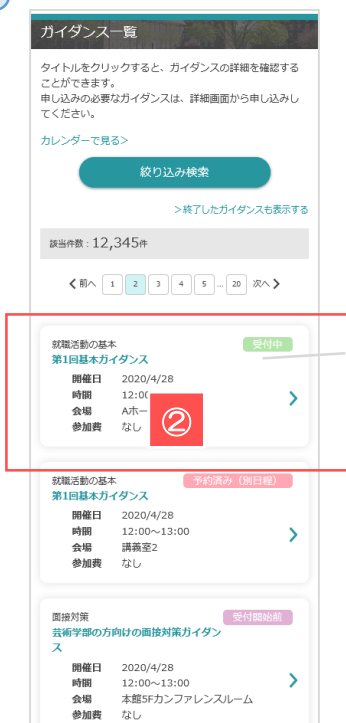 ガイダンス一覧
タイトルをクリックすると、ガイダンスの詳細を確認する
ことができます。
申し込みの必要なガイダンスは、詳細画面から申し込みし
てください。
カレンダーで見る>
絞り込み検索
>終了したガイダンスも表示する
該当件数：12,345件
前へ 1 2 3 4 5 ... 20 次へ
就職活動の基本 受付中
第1回基本ガイダンス
開催日 2020/4/28
時間 12:00
会場 Aホー
参加費 なし
②
就職活動の基本 予約済み（別日程）
第1回基本ガイダンス
開催日 2020/4/28
時間 12:00～13:00
会場 講義室2
参加費 なし
面接対策 受付開始前
芸術学部の方向けの面接対策ガイダン
ス
開催日 2020/4/28
時間 12:00～13:00
会場 本館5Fカンファレンスルーム
参加費 なし